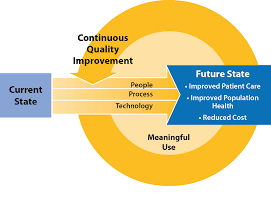 Continuous
Quality
Improvement
Current
State
People
Process
Technology
Future State
• Improved Patient Care
• Improved Population
Health
• Reduced Cost
Meaningful
Use